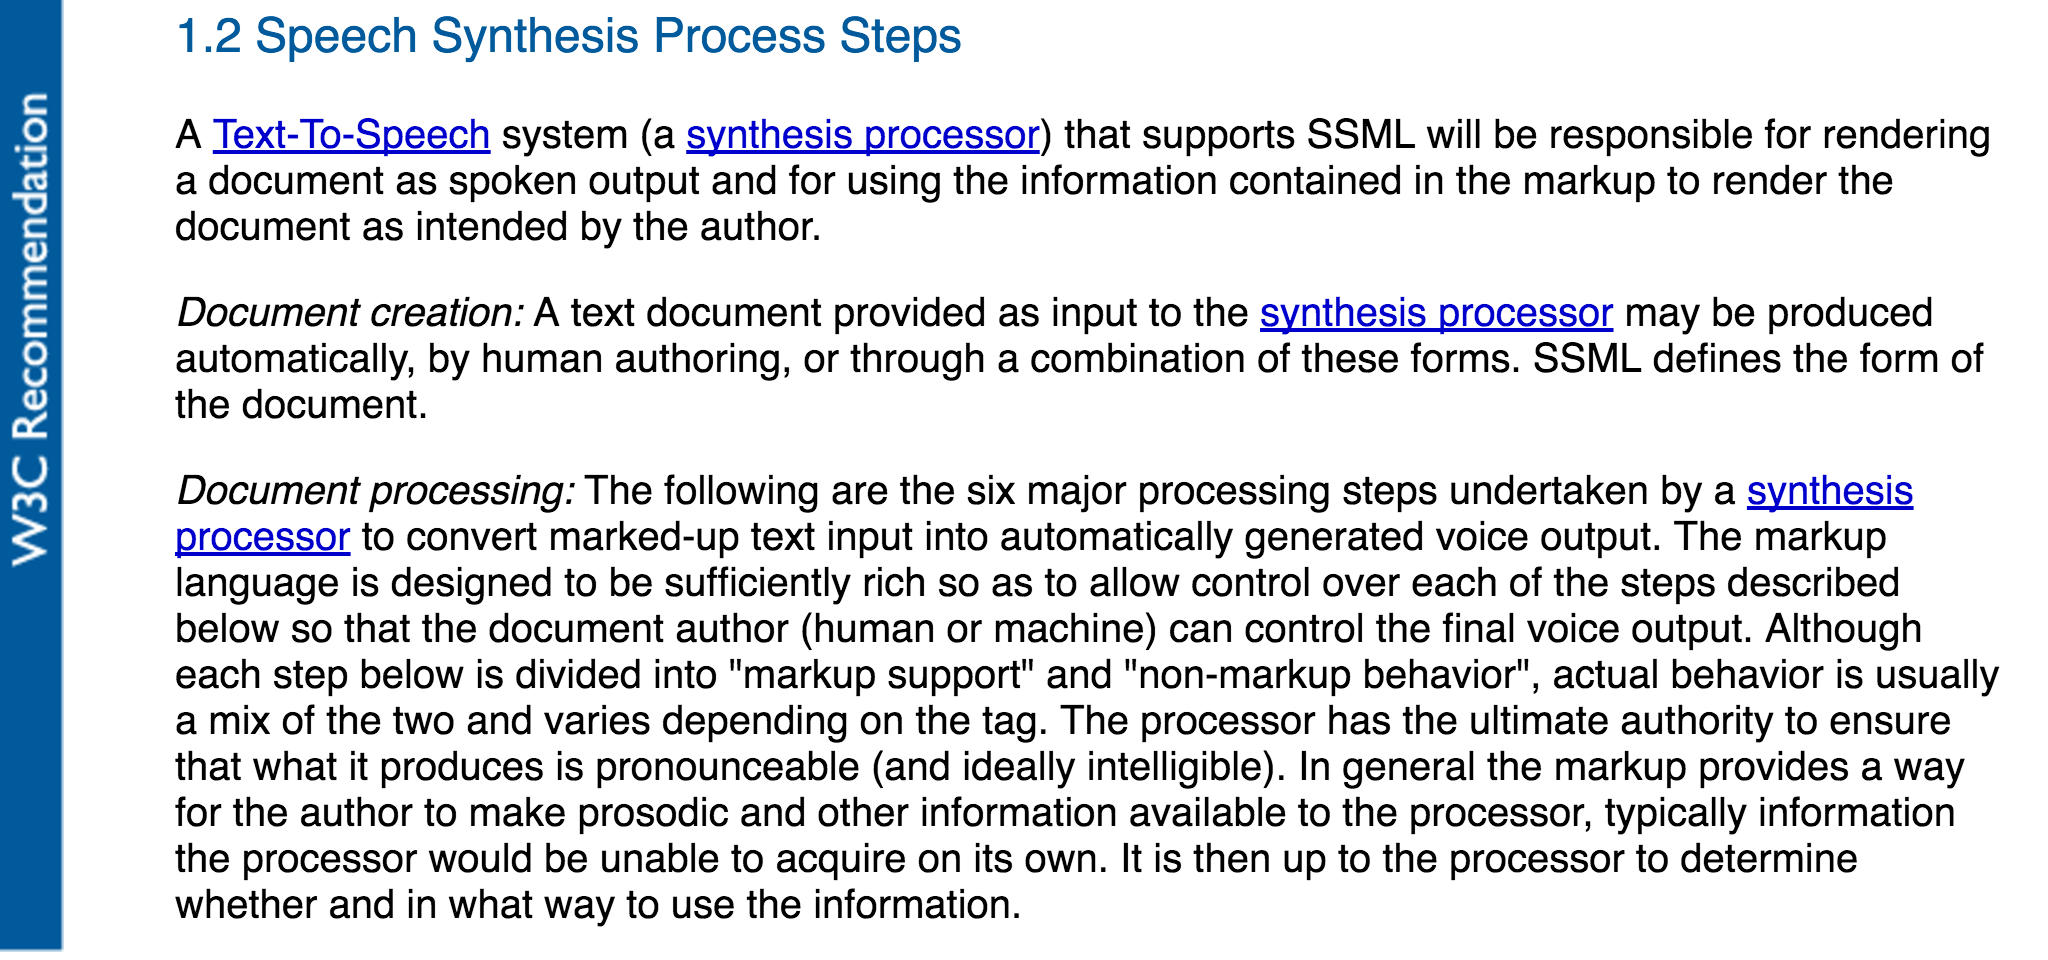 W3C Recommendation
1.2 Speech Synthesis Process Steps
A Text-To-Speech system (a synthesis processor) that supports SSML will be responsible for rendering
a document as spoken output and for using the information contained in the markup to render the
document as intended by the author.
Document creation: A text document provided as input to the synthesis processor may be produced
automatically, by human authoring, or through a combination of these forms. SSML defines the form of
the document.
Document processing: The following are the six major processing steps undertaken by a synthesis
processor to convert marked-up text input into automatically generated voice output. The markup
language is designed to be sufficiently rich so as to allow control over each of the steps described
below so that the document author (human or machine) can control the final voice output. Although
each step below is divided into "markup support" and "non-markup behavior", actual behavior is usually
a mix of the two and varies depending on the tag. The processor has the ultimate authority to ensure
that what it produces is pronounceable (and ideally intelligible). In general the markup provides a way
for the author to make prosodic and other information available to the processor, typically information
the processor would be unable to acquire on its own. It is then up to the processor to determine
whether and in what way to use the information.